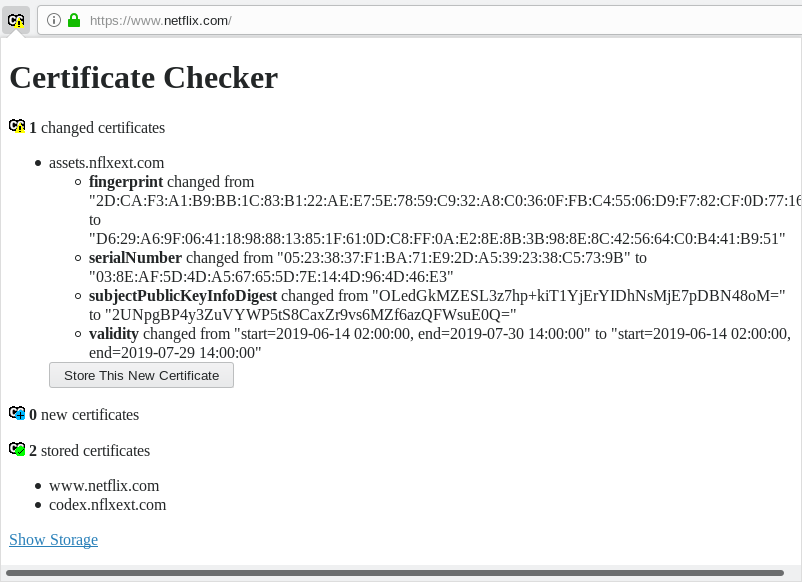 https://www.netflix.com/
Certificate Checker
1 changed certificates
assets.nflxext.com
fingerprint changed from
"2D:CA:F3:A1:B9:BB:1C:83:B1:22:AE:E7:5E:78:59:C9:32:A8:C0:36:0F:FB:C4:55:06:D9:F7:82:CF:0D:77:16
to
"D6:29:A6:9F:06:41:18:98:88:13:85:1F:61:0D:C8:FF:0A:E2:8E:8B:3B:98:8E:8C:42:56:64:C0:B4:41:B9:51"
serialNumber changed from "05:23:38:37:F1:BA:71:E9:2D:A5:39:23:38:C5:73:9B" to
"03:8E:AF:5D:4D:A5:67:65:5D:7E:14:4D:96:4D:46:E3"
subjectPublicKeyInfoDigest changed from "OLedGkMZESL3z7hp+kiT1YjErYIDhNsMjE7pDBN48oM="
to "2UNpgBP4y3ZuVYWP5tS8CaxZr9vs6MZf6azQFWsuE0Q="
validity changed from "start=2019-06-14 02:00:00, end=2019-07-30 14:00:00" to "start=2019-06-14 02:00:00,
end=2019-07-29 14:00:00"
Store This New Certificate
0 new certificates
2 stored certificates
www.netflix.com
codex.nflxext.com
Show Storage